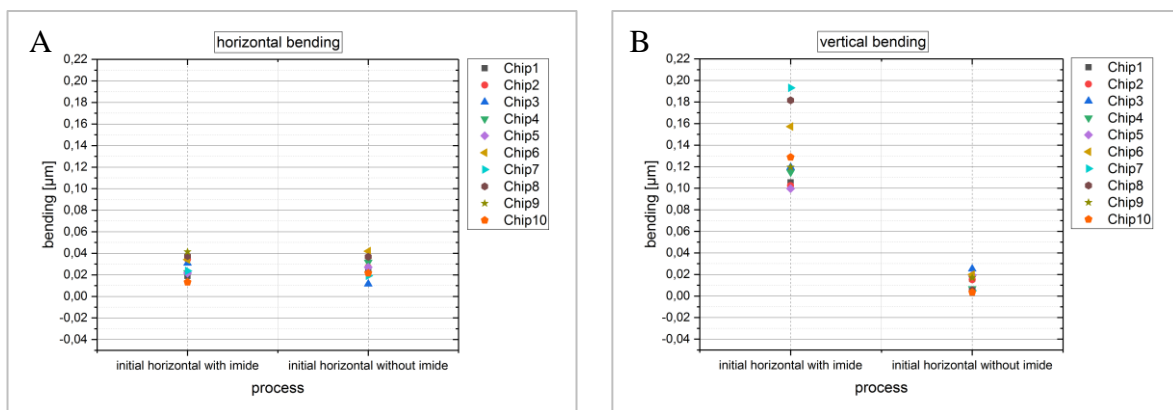 A
horizontal bending
0,22
0,20
0,18
0,16
0,14
0,12
0,10
0,08
0,06
0,04
0,02
0,00
-0,02
-0,04
bending [µm]
initial horizontal with imide
initial horizontal without imide
process
Chip1
Chip2
Chip3
Chip4
Chip5
Chip6
Chip7
Chip8
Chip9
Chip10
B
vertical bending
0,22
0,20
0,18
0,16
0,14
0,12
0,10
0,08
0,06
0,04
0,02
0,00
-0,02
-0,04
bending [µm]
initial horizontal with imide
initial horizontal without imide
process
Chip1
Chip2
Chip3
Chip4
Chip5
Chip6
Chip7
Chip8
Chip9
Chip10